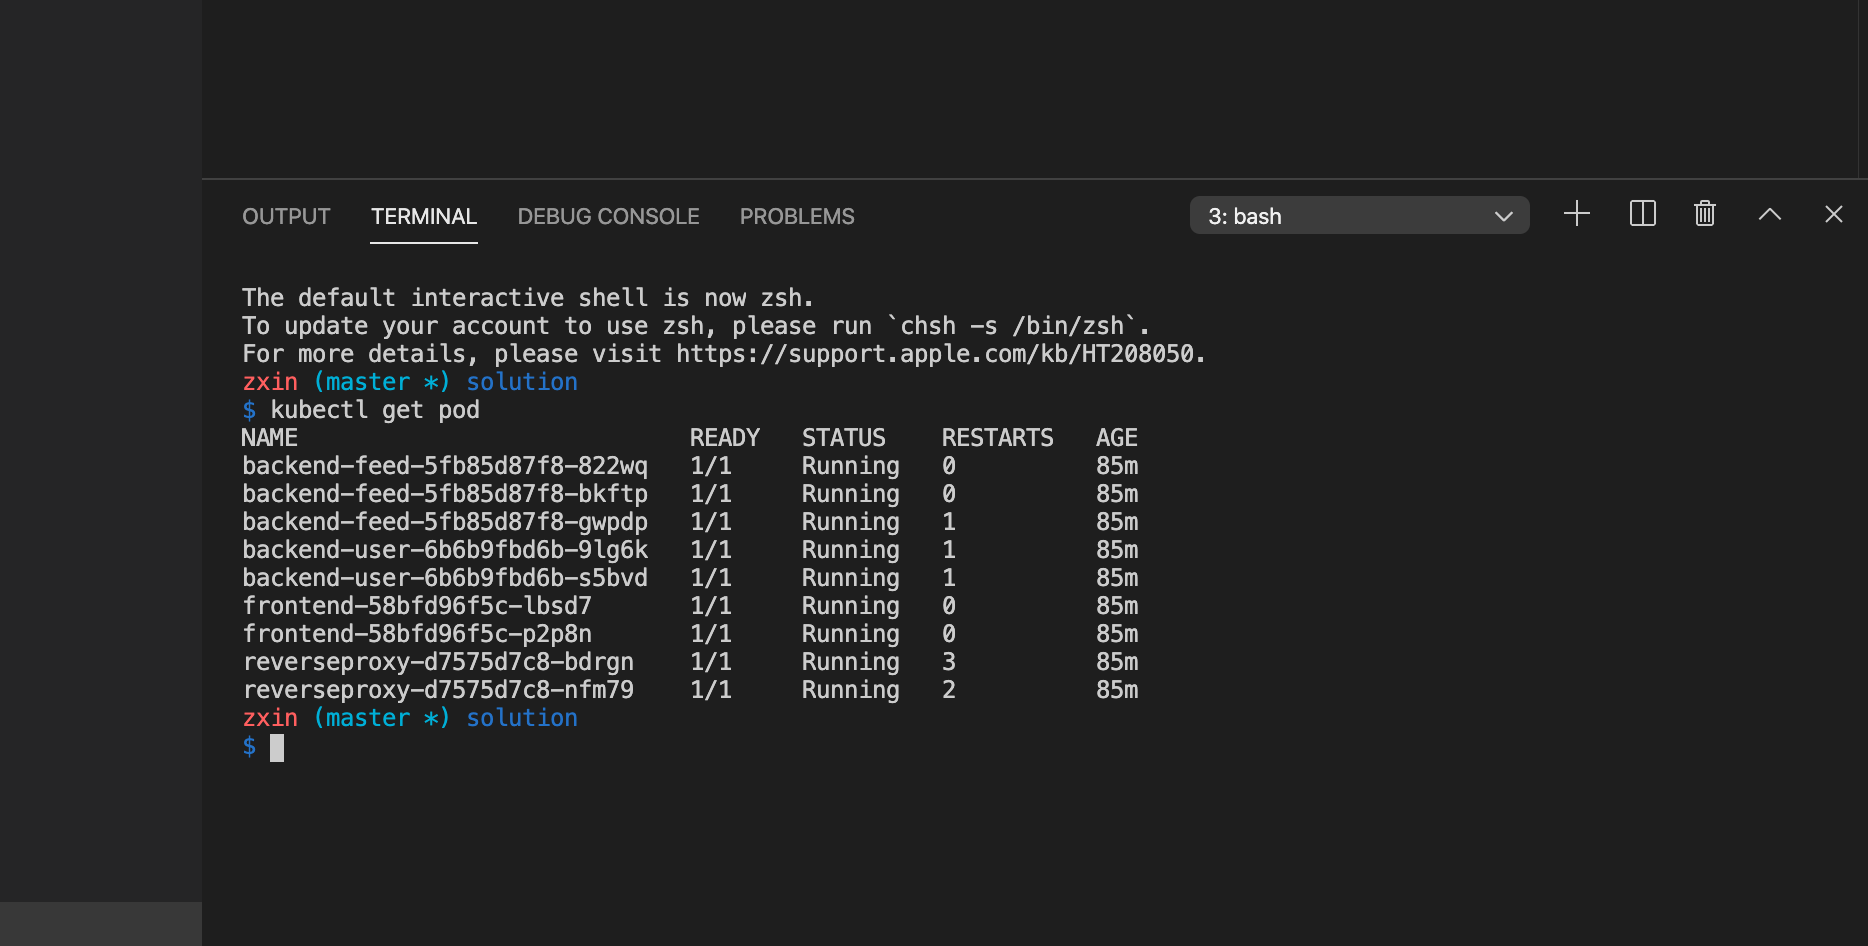 OUTPUT TERMINAL DEBUG CONSOLE PROBLEMS 3: bash
The default interactive shell is now zsh.
To update your account to use zsh, please run `chsh -s /bin/zsh`.
For more details, please visit https://support.apple.com/kb/HT208050.
zxin (master *) solution
$ kubectl get pod
NAME READY STATUS RESTARTS AGE
backend-feed-5fb85d87f8-822wq 1/1 Running 0 85m
backend-feed-5fb85d87f8-bkftp 1/1 Running 0 85m
backend-feed-5fb85d87f8-gwpdp 1/1 Running 1 85m
backend-user-6b6b9fbd6b-9lg6k 1/1 Running 1 85m
backend-user-6b6b9fbd6b-s5bvd 1/1 Running 1 85m
frontend-58bfd96f5c-lbsd7 1/1 Running 0 85m
frontend-58bfd96f5c-p2p8n 1/1 Running 0 85m
reverseproxy-d7575d7c8-bdrgn 1/1 Running 3 85m
reverseproxy-d7575d7c8-nfm79 1/1 Running 2 85m
zxin (master *) solution
$